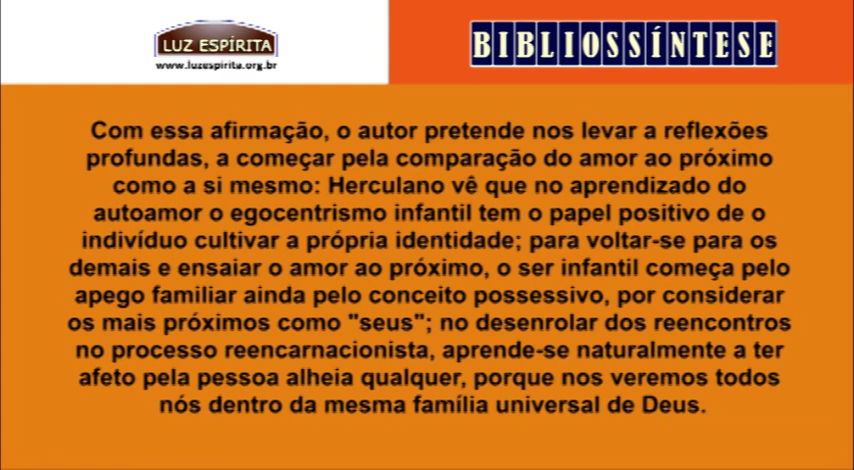 LUZ ESPÍRITA
www.luzespirita.org.br
BIBLIOSSÍNTESE
Com essa afirmação, o autor pretende nos levar a reflexões
profundas, a começar pela comparação do amor ao próximo
como a si mesmo: Herculano vê que no aprendizado do
autoamor o egocentrismo infantil tem o papel positivo de o
indivíduo cultivar a própria identidade; para voltar-se para os
demais e ensaiar o amor ao próximo, o ser infantil começa pelo
apego familiar ainda pelo conceito possessivo, por considerar
os mais próximos como "seus"; no desenrolar dos reencontros
no processo reencarnacionista, aprende-se naturalmente a ter
afeto pela pessoa alheia qualquer, porque nos veremos todos
nós dentro da mesma família universal de Deus.